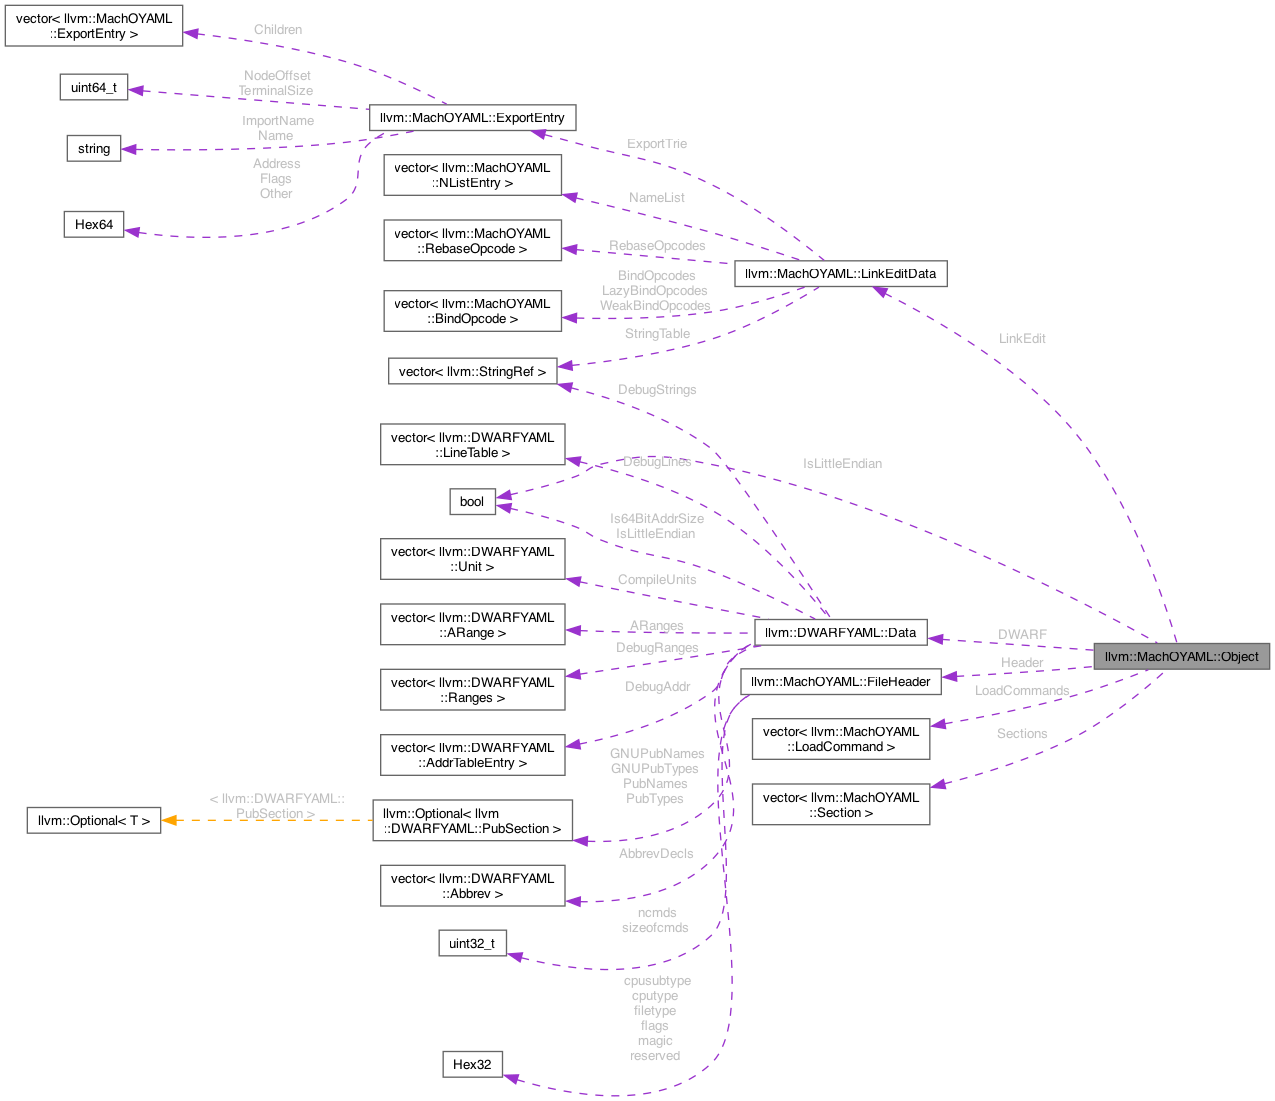 vector< llvm::MachOYAML
::ExportEntry >
Children
uint64_t
NodeOffset
TerminalSize
llvm::MachOYAML::ExportEntry
string
ImportName
Name
Address
Flags
Other
Hex64
ExportTrie
vector< llvm::MachOYAML
::NListEntry >
NameList
vector< llvm::MachOYAML
::RebaseOpcode >
RebaseOpcodes
llvm::MachOYAML::LinkEditData
vector< llvm::MachOYAML
::BindOpcode >
BindOpcodes
LazyBindOpcodes
WeakBindOpcodes
StringTable
LinkEdit
vector< llvm::StringRef >
DebugStrings
vector< llvm::DWARFYAML
::LineTable >
DebugLines
IsLittleEndian
bool
Is64BitAddrSize
IsLittleEndian
vector< llvm::DWARFYAML
::Unit >
CompileUnits
vector< llvm::DWARFYAML
::ARange >
ARanges
llvm::DWARFYAML::Data
DWARF
llvm::MachOYAML::Object
DebugRanges
Header
vector< llvm::DWARFYAML
::Ranges >
DebugAddr
llvm::MachOYAML::FileHeader
LoadCommands
vector< llvm::DWARFYAML
::AddrTableEntry >
vector< llvm::MachOYAML
::LoadCommand >
Sections
GNUPubNames
GNUPubTypes
PubNames
PubTypes
vector< llvm::MachOYAML
::Section >
llvm::Optional< T >
< llvm::DWARFYAML::
PubSection >
llvm::Optional< llvm
::DWARFYAML::PubSection >
AbbrevDecls
vector< llvm::DWARFYAML
::Abbrev >
ncmds
sizeofcmds
uint32_t
cpusubtype
cputype
filetype
flags
magic
reserved
Hex32